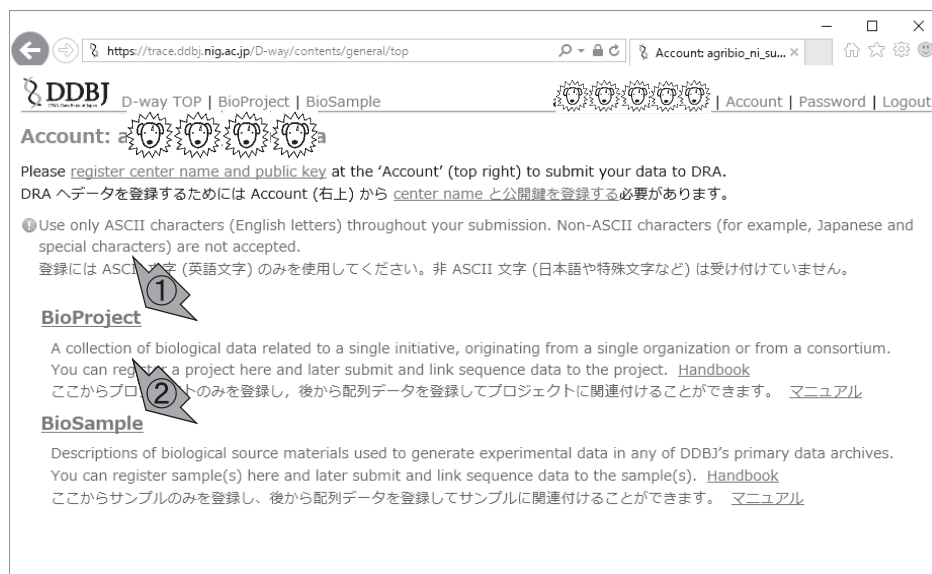 https://trace.ddbj.nig.ac.jp/D-way/contents/general/top
Account: agribio_ni_su...
DDBJ
D-way TOP | BioProject | BioSample
| Account | Password | Logout
Account: a a
Please register center name and public key at the ‘Account’ (top right) to submit your data to DRA.
DRA へデータを登録するためには Account (右上) から center name と公開鍵を登録する必要があります。
Use only ASCII characters (English letters) throughout your submission. Non-ASCII characters (for example, Japanese and
special characters) are not accepted.
登録には ASC 文字 (英語文字) のみを使用してください。非 ASCII 文字 (日本語や特殊文字など) は受け付けていません。
①
BioProject
A collection of biological data related to a single initiative, originating from a single organization or from a consortium.
You can register a project here and later submit and link sequence data to the project. Handbook
ここからプロ トのみを登録し，後から配列データを登録してプロジェクトに関連付けることができます。 マニュアル
②
BioSample
Descriptions of biological source materials used to generate experimental data in any of DDBJ’s primary data archives.
You can register sample(s) here and later submit and link sequence data to the sample(s). Handbook
ここからサンプルのみを登録し、後から配列データを登録してサンプルに関連付けることができます。 マニュアル